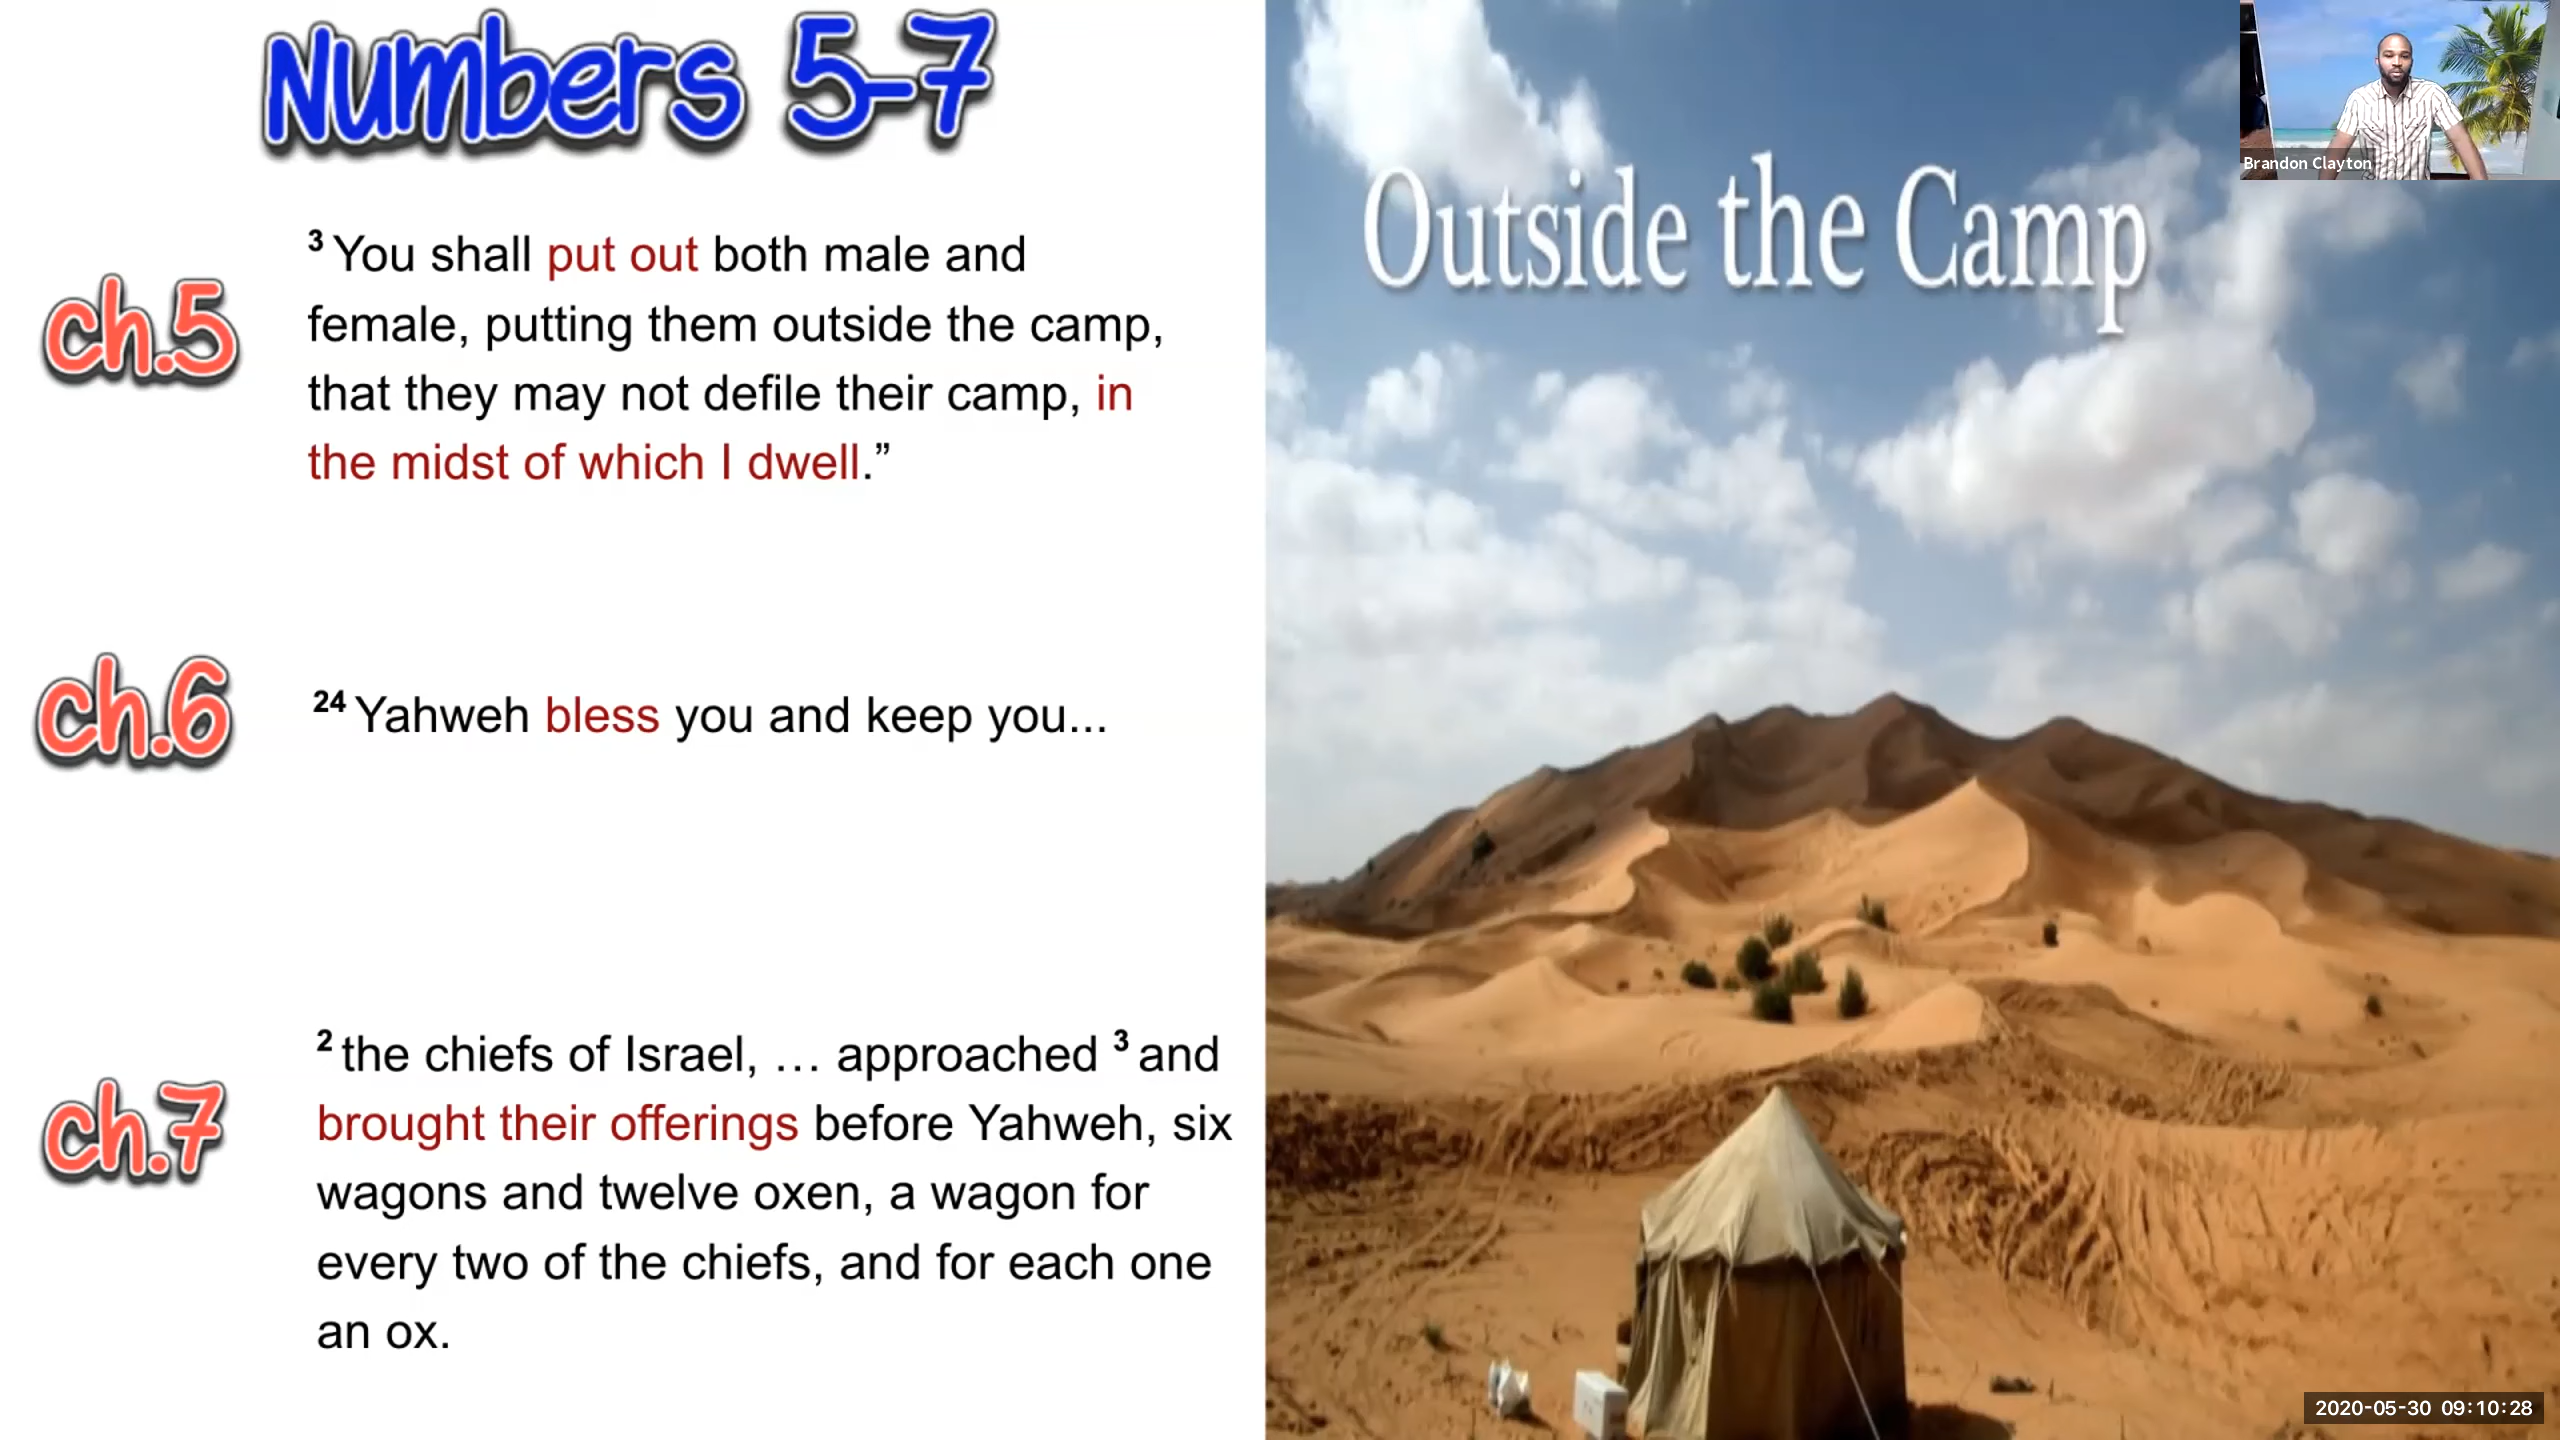 Numbers 5-7
ch.5
3 You shall put out both male and
female, putting them outside the camp,
that they may not defile their camp, in
the midst of which I dwell.”
ch.6
24 Yahweh bless you and keep you...
ch.7
2 the chiefs of Israel, … approached 3 and
brought their offerings before Yahweh, six
wagons and twelve oxen, a wagon for
every two of the chiefs, and for each one
an ox.
Outside the Camp
Brandon Clayton
2020-05-30 09:10:28